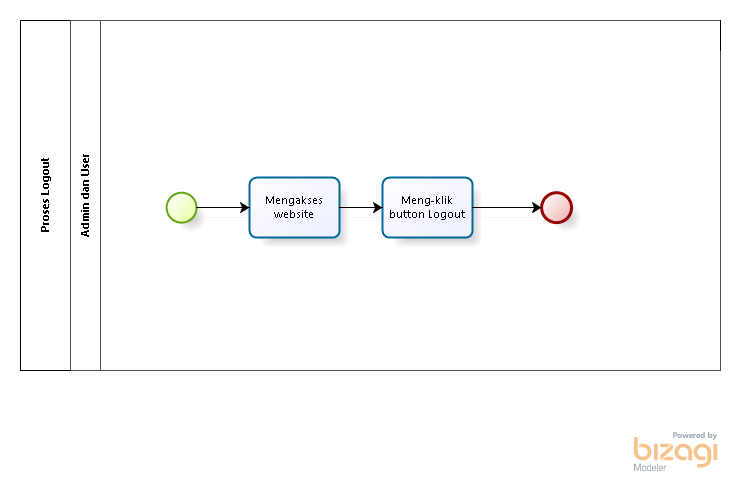 Proses Logout
Admin dan User
Mengakses
website
Meng-klik
button Logout
Powered by
bizagi
Modeler